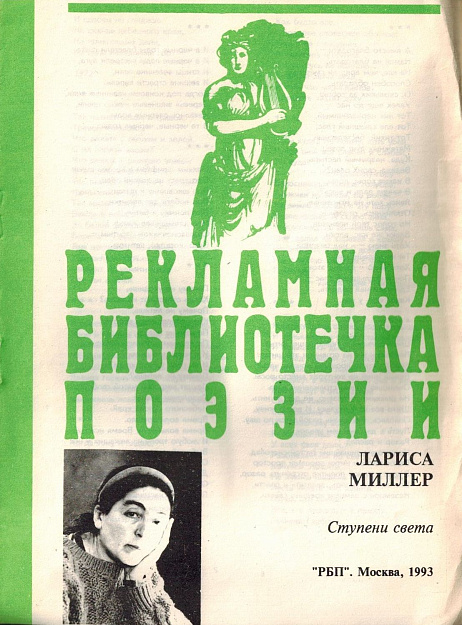 РЕКЛАМНАЯ
БИБЛИОТЕЧКА
ПОЭЗИИ
ЛАРИСА
МИЛЛЕР
Ступени света
"РБП". Москва, 1993